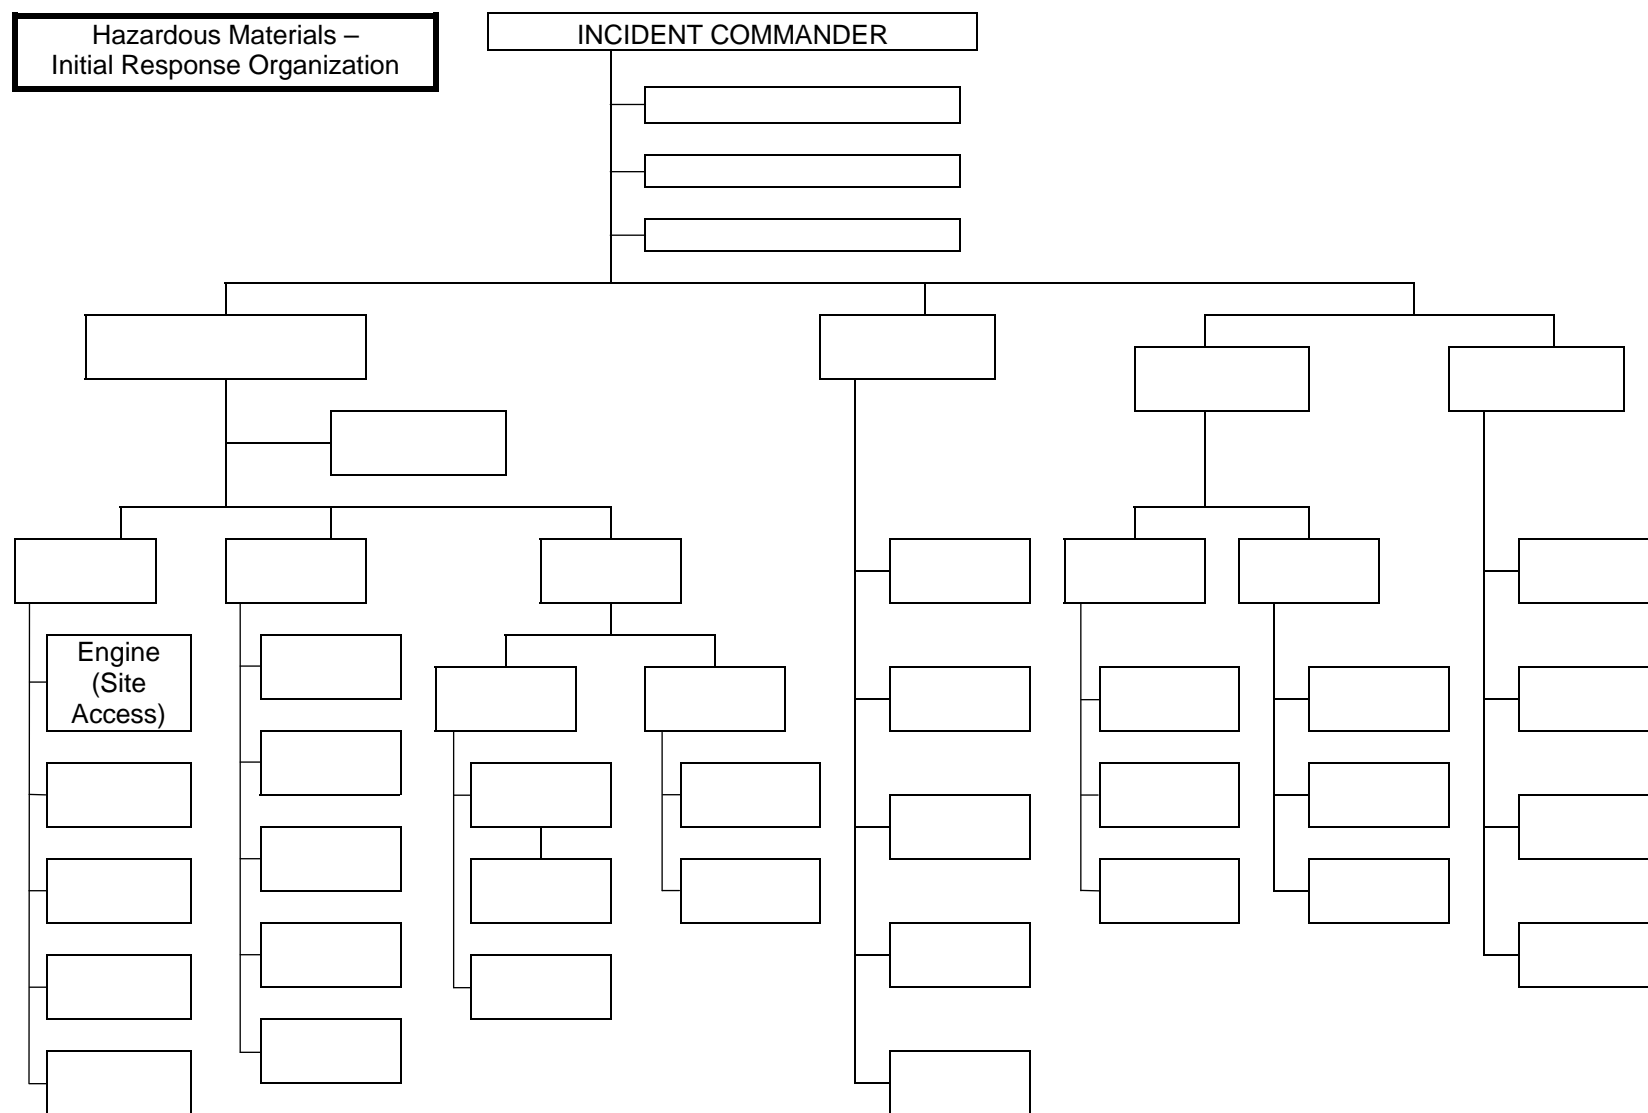 Hazardous Materials –
Initial Response Organization
INCIDENT COMMANDER
Engine
(Site
Access)